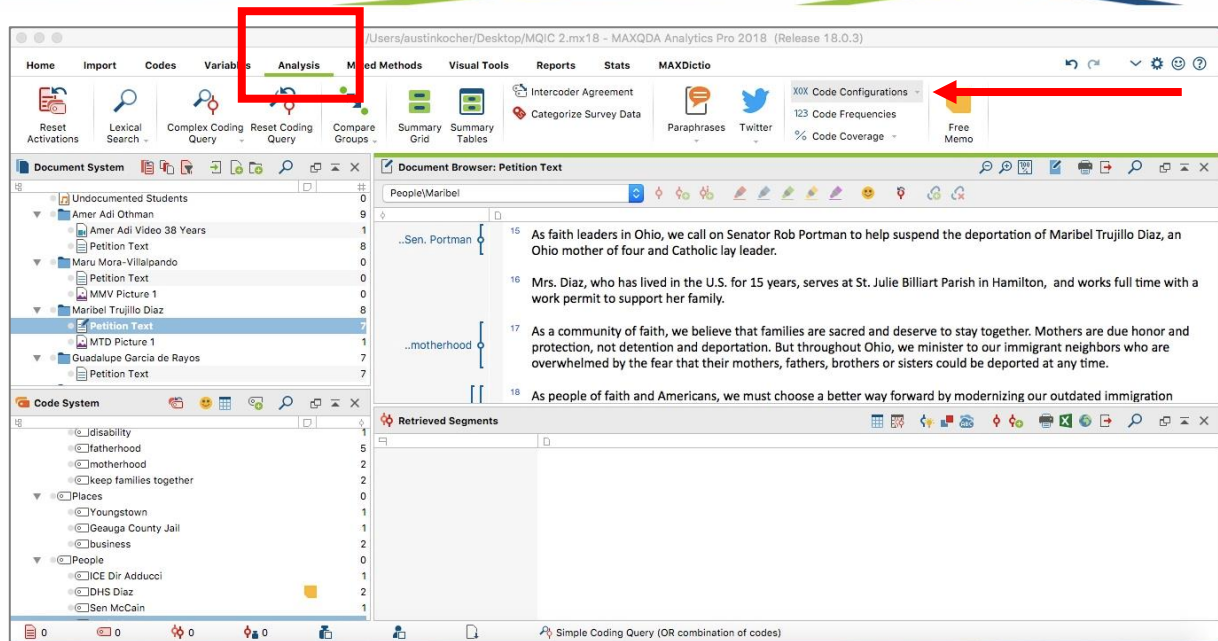 /Users/austinkocher/Desktop/MQIC 2.mx18 - MAXQDA Analytics Pro 2018 (Release 18.0.3)
Home Import Codes Variables Analysis Mixed Methods Visual Tools Reports Stats MAXDictio
Reset Activations
Lexical Search
Complex Coding Query
Reset Coding Query
Compare Groups
Summary Grid
Summary Tables
Intercoder Agreement
Categorize Survey Data
Paraphrases
Twitter
XOX Code Configurations
123 Code Frequencies
% Code Coverage
Free Memo
Document System
#
Undocumented Students 0
Amer Adi Othman 9
Amer Adi Video 38 Years 1
Petition Text 8
Maru Mora-Villalpando 0
Petition Text 0
MMV Picture 1 0
Maribel Trujillo Diaz 8
Petition Text 7
MTD Picture 1 1
Guadalupe Garcia de Rayos 7
Petition Text 7
Code System
disability 1
fatherhood 5
motherhood 2
keep families together 2
Places 0
Youngstown 1
Geauga County Jail 1
business 2
People 0
ICE Dir Adducci 1
DHS Diaz 2
Sen McCain 1
Document Browser: Petition Text
People\Maribel
..Sen. Portman
15 As faith leaders in Ohio, we call on Senator Rob Portman to help suspend the deportation of Maribel Trujillo Diaz, an
Ohio mother of four and Catholic lay leader.
16 Mrs. Diaz, who has lived in the U.S. for 15 years, serves at St. Julie Billiart Parish in Hamilton, and works full time with a
work permit to support her family.
..motherhood
17 As a community of faith, we believe that families are sacred and deserve to stay together. Mothers are due honor and
protection, not detention and deportation. But throughout Ohio, we minister to our immigrant neighbors who are
overwhelmed by the fear that their mothers, fathers, brothers or sisters could be deported at any time.
18 As people of faith and Americans, we must choose a better way forward by modernizing our outdated immigration
Retrieved Segments
0 0 0 0
Simple Coding Query (OR combination of codes)